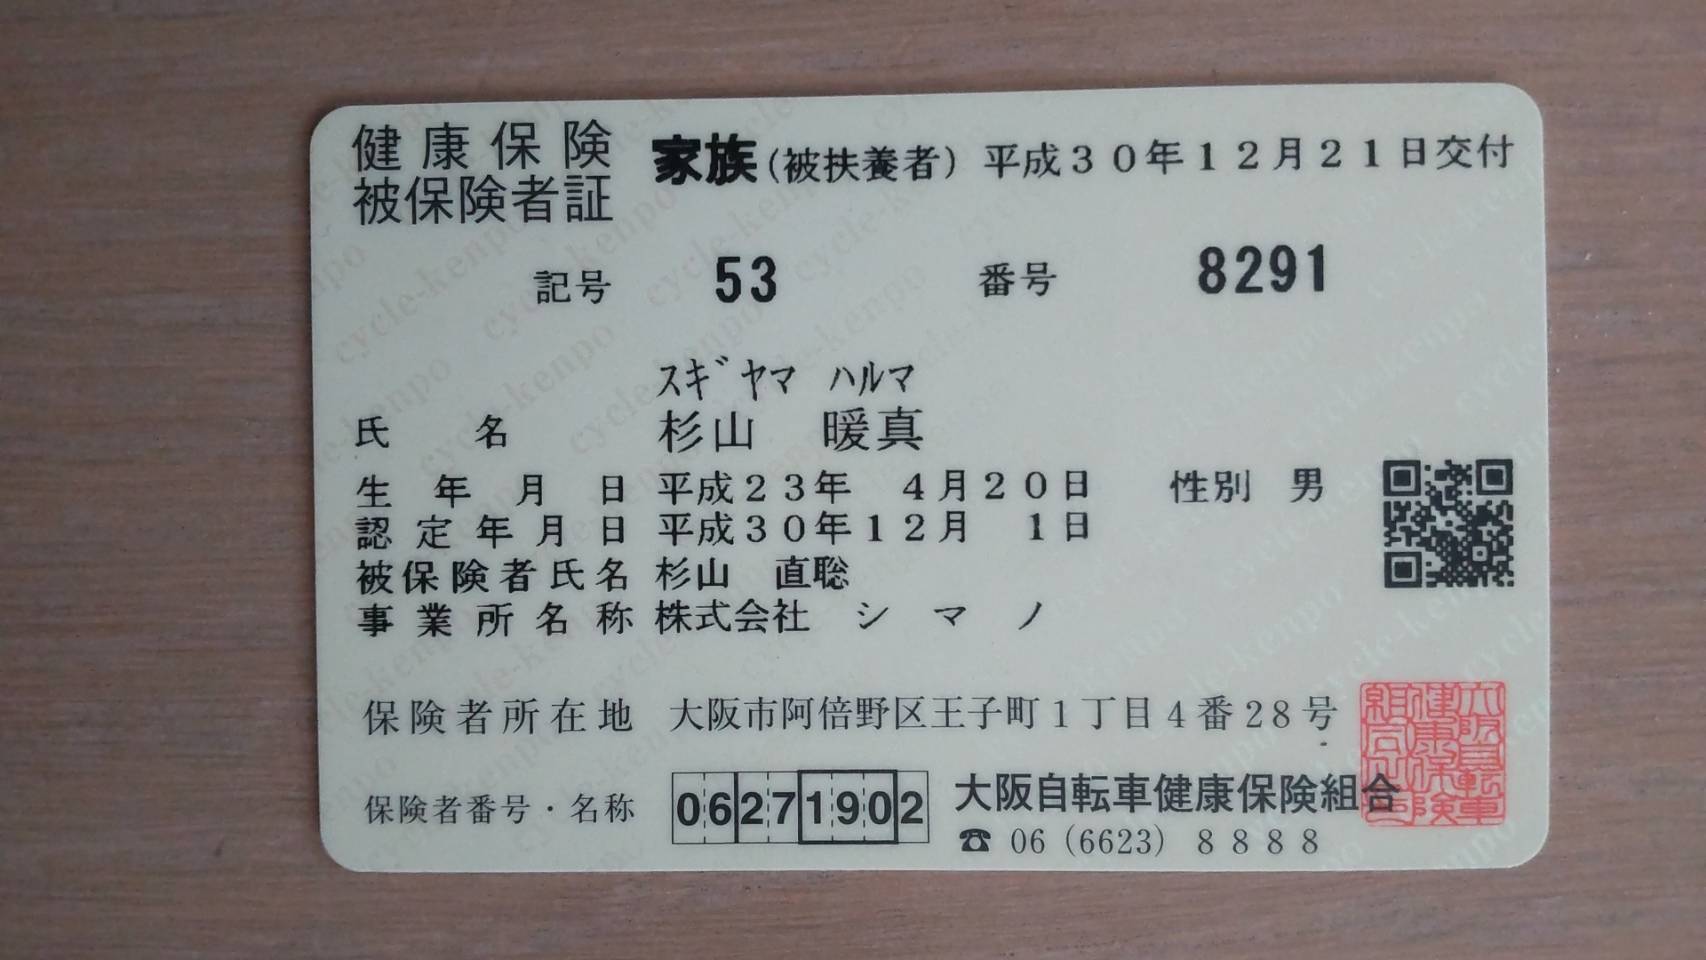 健康保険 家族(被扶養者) 平成30年12月21日交付
被保険者証
記号 53 番号 8291
スギヤマ ハルマ
氏名 杉山 暖真
生年月日 平成23年 4月20日 性別 男
認定年月日 平成30年12月 1日
被保険者氏名 杉山 直聡
事業所名称 株式会社 シマノ
保険者所在地 大阪市阿倍野区王子町1丁目4番28号
保険者番号・名称 06271902 大阪自転車健康保険組合
☎ 06 (6623) 8888
cycle-kenpo